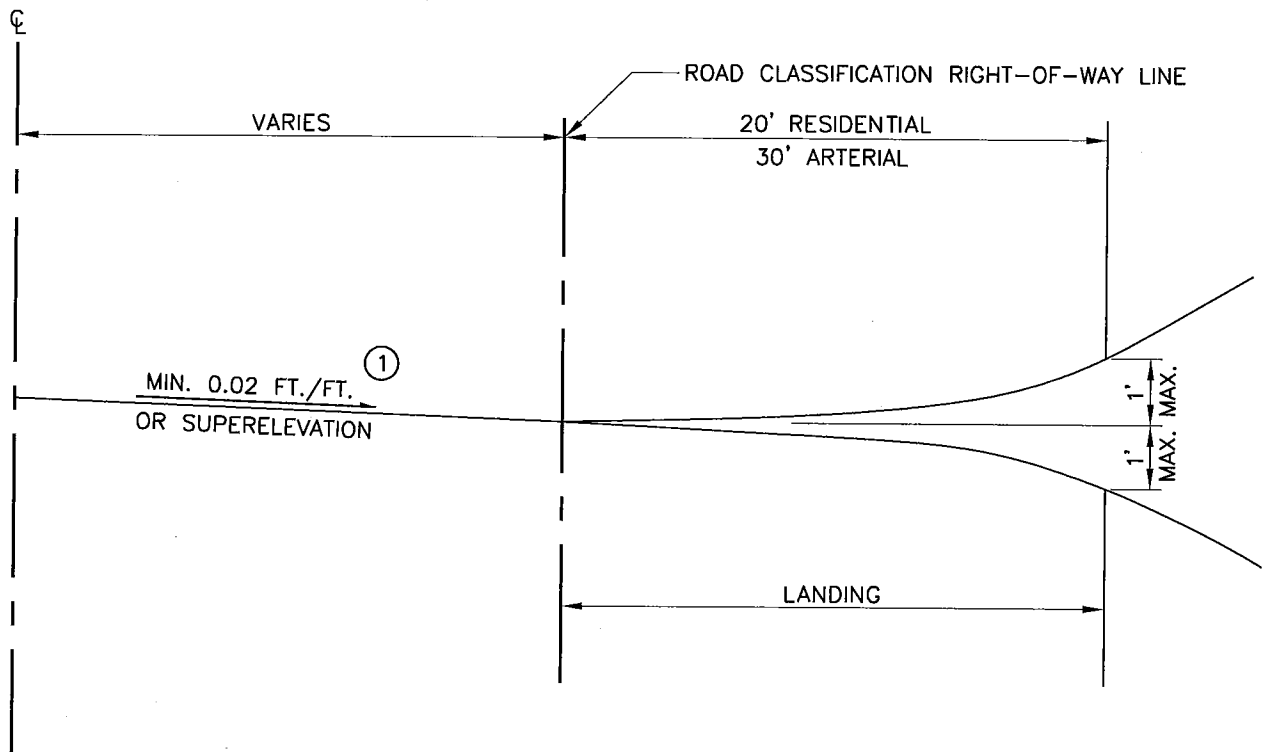 ℄
ROAD CLASSIFICATION RIGHT-OF-WAY LINE
VARIES
20' RESIDENTIAL
30' ARTERIAL
1
MIN. 0.02 FT./FT.
OR SUPERELEVATION
1'
MAX.
1'
MAX.
LANDING